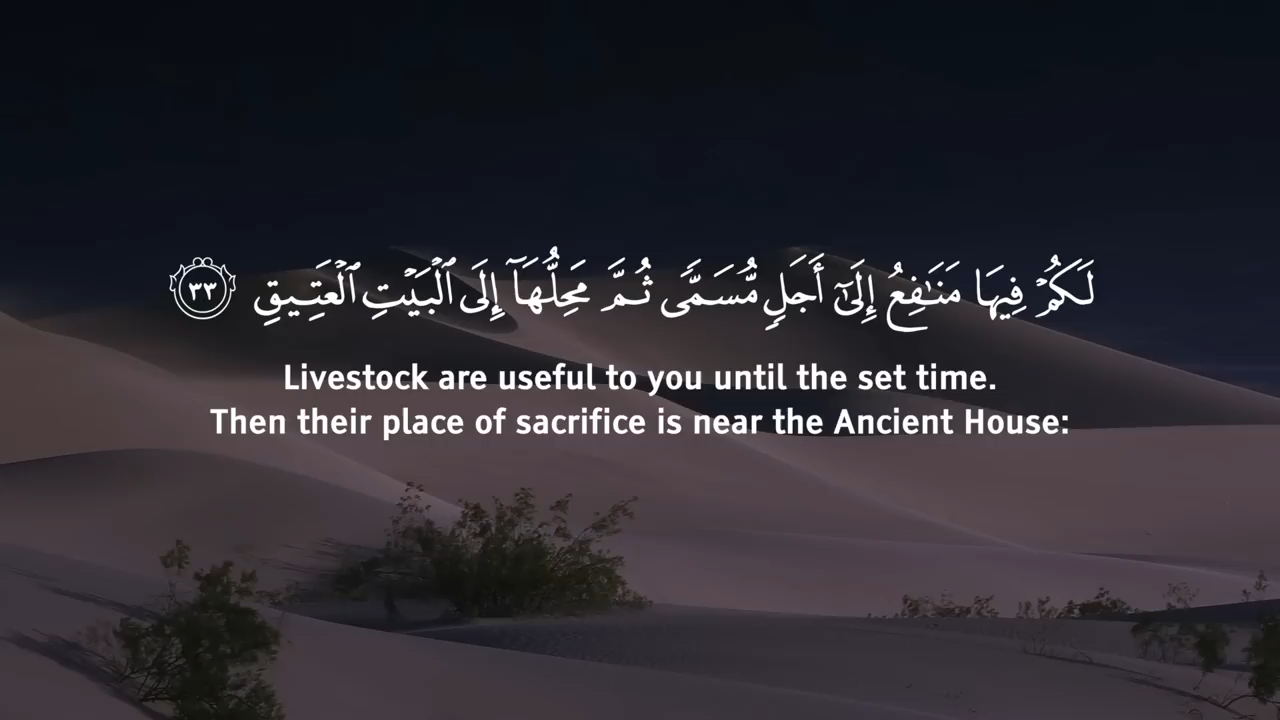 لَكُمْ فِيهَا مَنَـٰفِعُ إِلَىٰٓ أَجَلٍ مُّسَمًّى ثُمَّ مَحِلُّهَآ إِلَى ٱلْبَيْتِ ٱلْعَتِيقِ ٣٣
Livestock are useful to you until the set time.
Then their place of sacrifice is near the Ancient House: